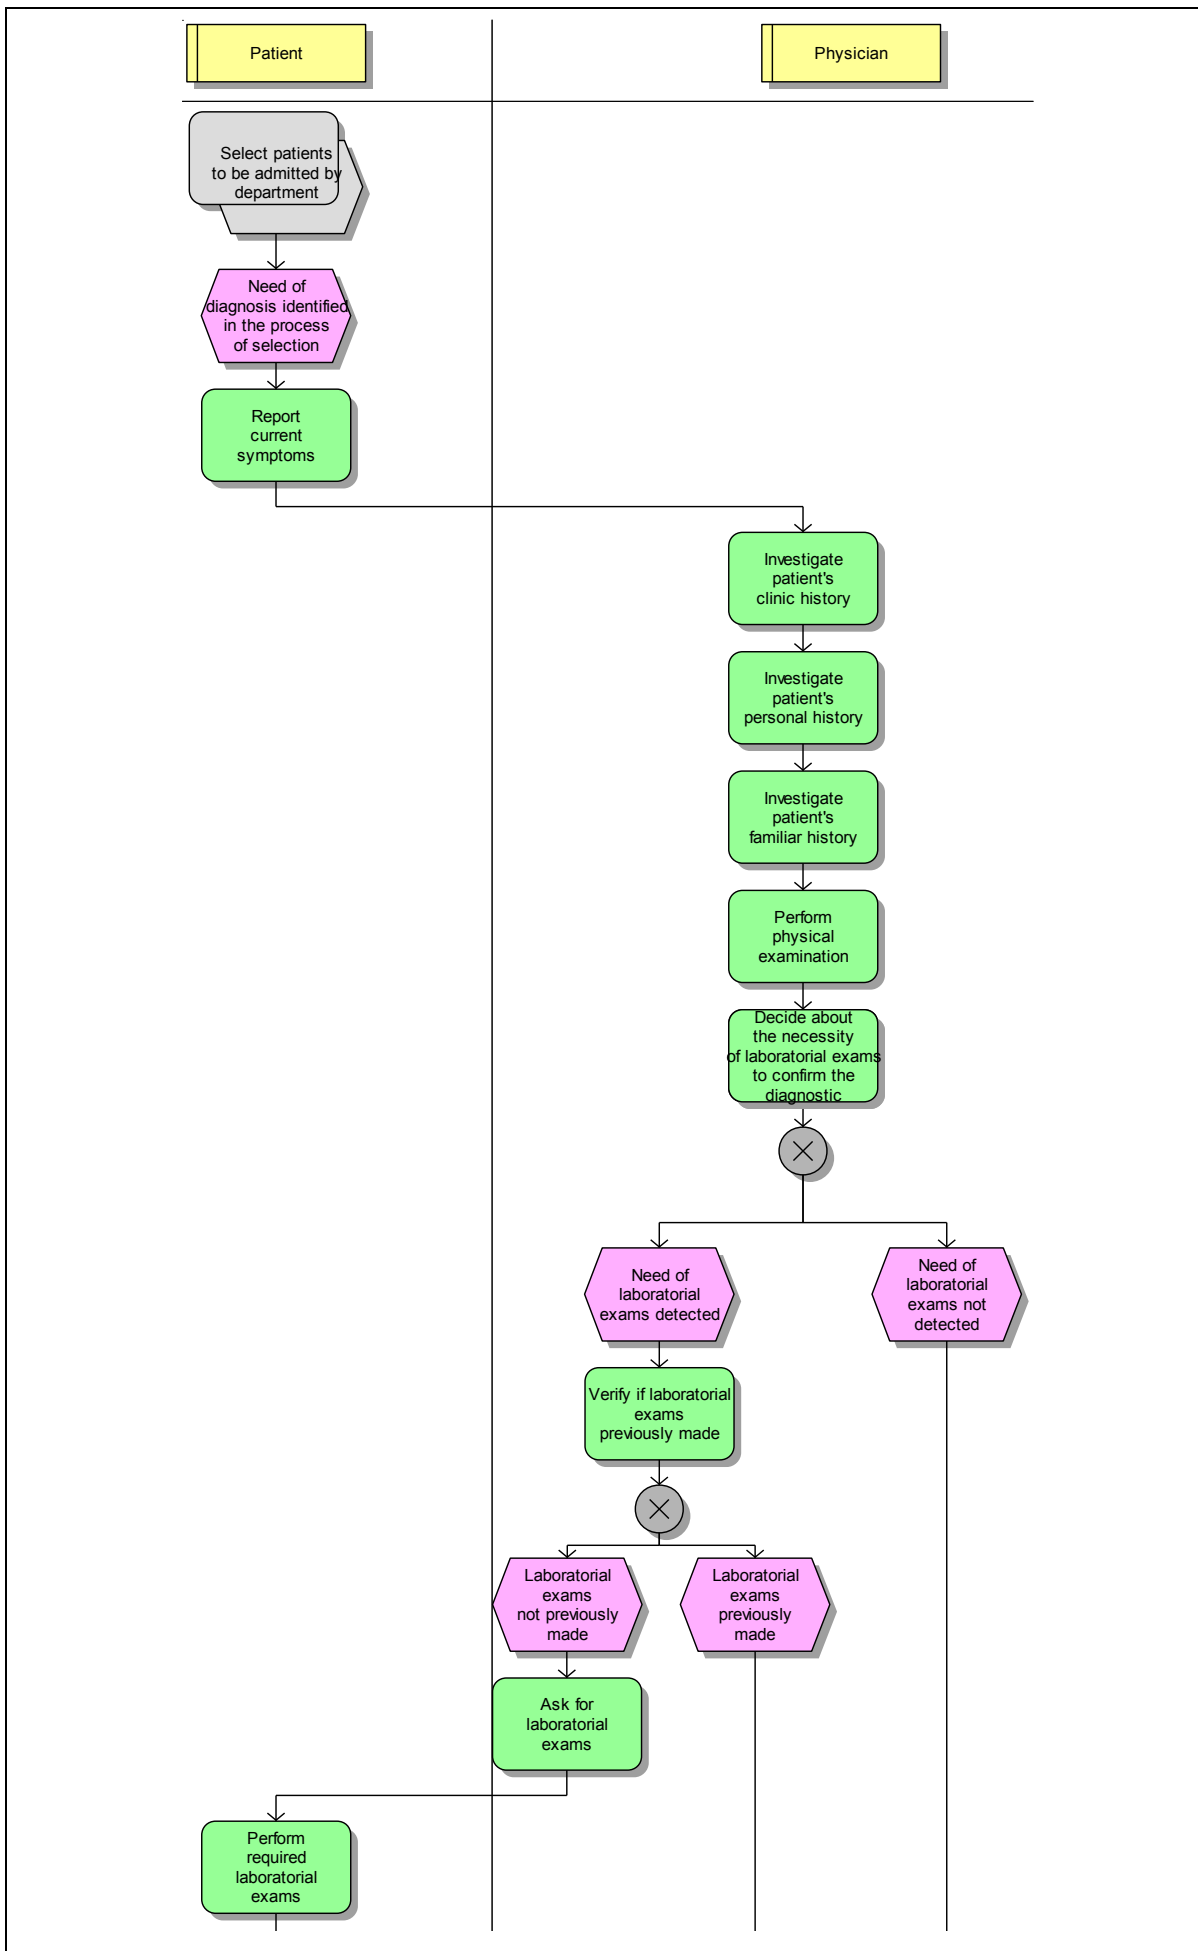 Patient
Physician
Select patients
to be admitted by
department
Need of
diagnosis identified
in the process
of selection
Report
current
symptoms
Investigate
patient's
clinic history
Investigate
patient's
personal history
Investigate
patient's
familiar history
Perform
physical
examination
Decide about
the necessity
of laboratorial exams
to confirm the
diagnostic
Need of
laboratorial
exams detected
Need of
laboratorial
exams not
detected
Verify if laboratorial
exams
previously made
Laboratorial
exams
not previously
made
Laboratorial
exams
previously
made
Ask for
laboratorial
exams
Perform
required
laboratorial
exams